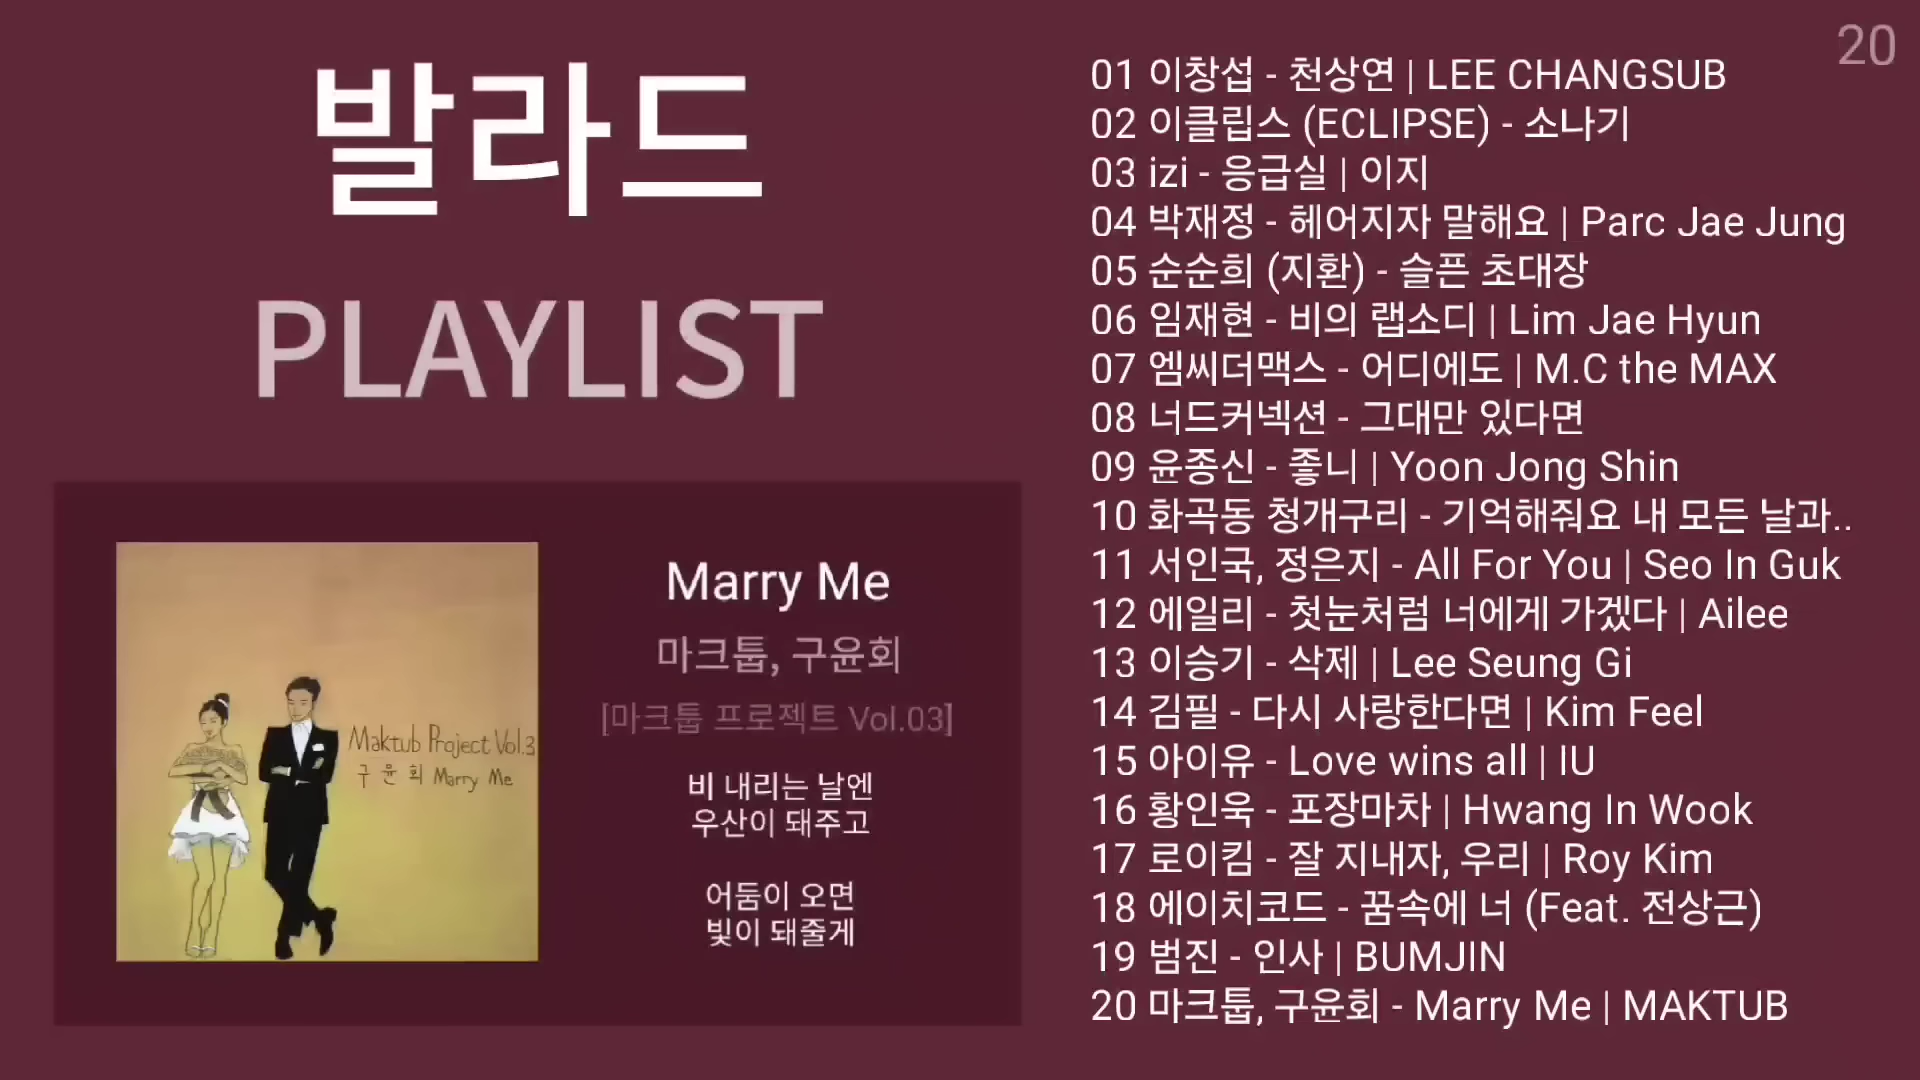 발라드
PLAYLIST
Marry Me
마크툽, 구윤회
[마크툽 프로젝트 Vol.03]
비 내리는 날엔
우산이 돼주고
어둠이 오면
빛이 돼줄게
Maktub Project Vol.3
구윤회 Marry Me
20
01 이창섭 - 천상연 | LEE CHANGSUB
02 이클립스 (ECLIPSE) - 소나기
03 izi - 응급실 | 이지
04 박재정 - 헤어지자 말해요 | Parc Jae Jung
05 순순희 (지환) - 슬픈 초대장
06 임재현 - 비의 랩소디 | Lim Jae Hyun
07 엠씨더맥스 - 어디에도 | M.C the MAX
08 너드커넥션 - 그대만 있다면
09 윤종신 - 좋니 | Yoon Jong Shin
10 화곡동 청개구리 - 기억해줘요 내 모든 날과..
11 서인국, 정은지 - All For You | Seo In Guk
12 에일리 - 첫눈처럼 너에게 가겠다 | Ailee
13 이승기 - 삭제 | Lee Seung Gi
14 김필 - 다시 사랑한다면 | Kim Feel
15 아이유 - Love wins all | IU
16 황인욱 - 포장마차 | Hwang In Wook
17 로이킴 - 잘 지내자, 우리 | Roy Kim
18 에이치코드 - 꿈속에 너 (Feat. 전상근)
19 범진 - 인사 | BUMJIN
20 마크툽, 구윤회 - Marry Me | MAKTUB